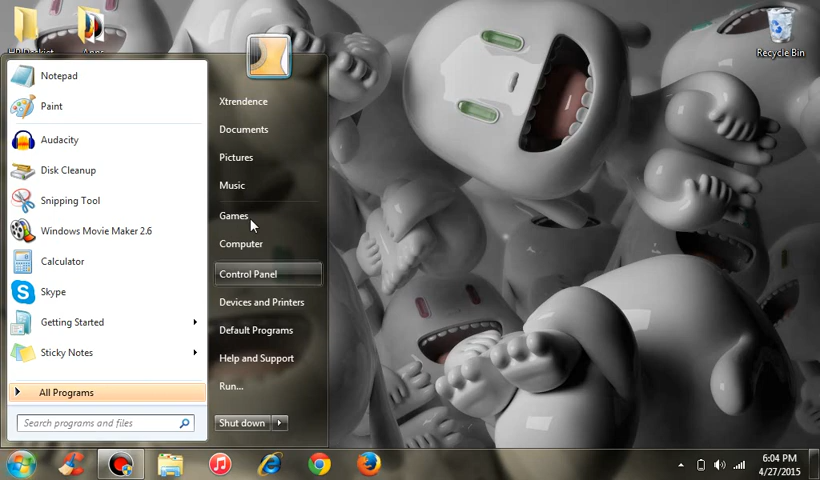 Apps
Recycle Bin
Notepad
Paint
Audacity
Disk Cleanup
Snipping Tool
Windows Movie Maker 2.6
Calculator
Skype
Getting Started
Sticky Notes
All Programs
Search programs and files
Xtrendence
Documents
Pictures
Music
Games
Computer
Control Panel
Devices and Printers
Default Programs
Help and Support
Run...
Shut down
6:04 PM
4/27/2015